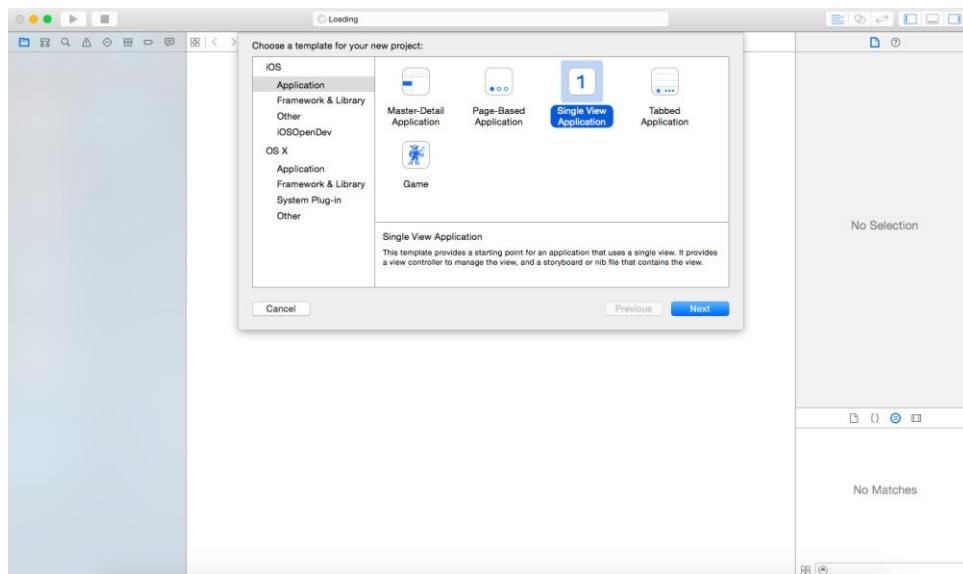 Loading
Choose a template for your new project:
iOS
Application
Framework & Library
Other
iOSOpenDev
OS X
Application
Framework & Library
System Plug-in
Other
Master-Detail
Application
Page-Based
Application
1
Single View
Application
Tabbed
Application
Game
Single View Application
This template provides a starting point for an application that uses a single view. It provides
a view controller to manage the view, and a storyboard or nib file that contains the view.
Cancel
Previous
Next
No Selection
{}
No Matches